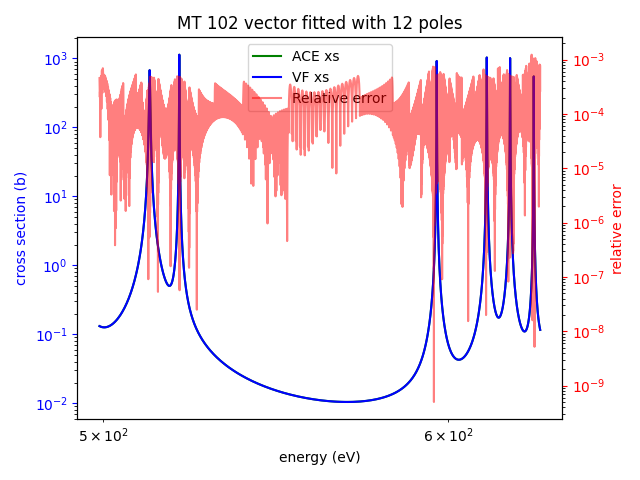 MT 102 vector fitted with 12 poles
ACE xs
VF xs
Relative error
cross section (b)
10³
10²
10¹
10⁰
10⁻¹
10⁻²
relative error
10⁻³
10⁻⁴
10⁻⁵
10⁻⁶
10⁻⁷
10⁻⁸
10⁻⁹
5 × 10²
6 × 10²
energy (eV)